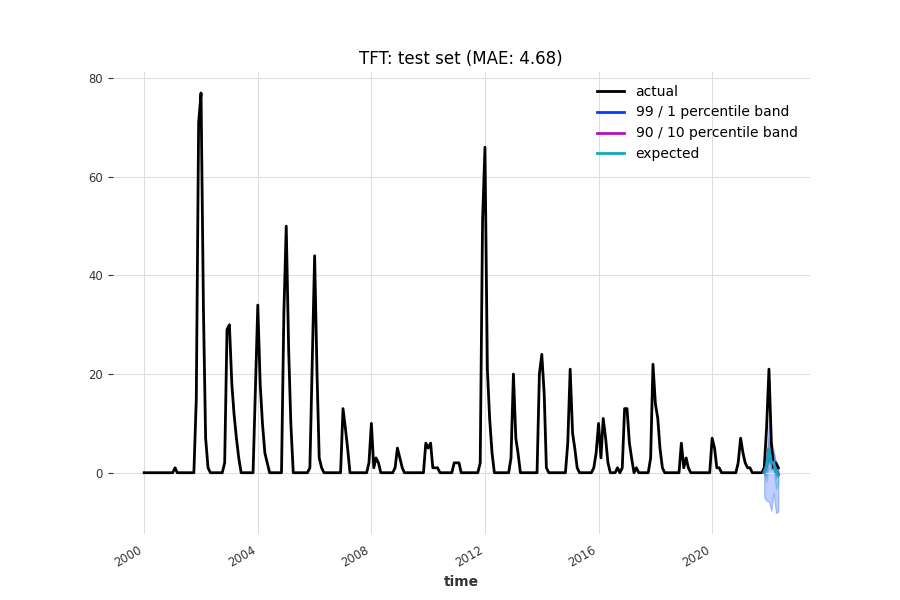 TFT: test set (MAE: 4.68)
actual
99 / 1 percentile band
90 / 10 percentile band
expected
80
60
40
20
0
2000
2004
2008
2012
2016
2020
time